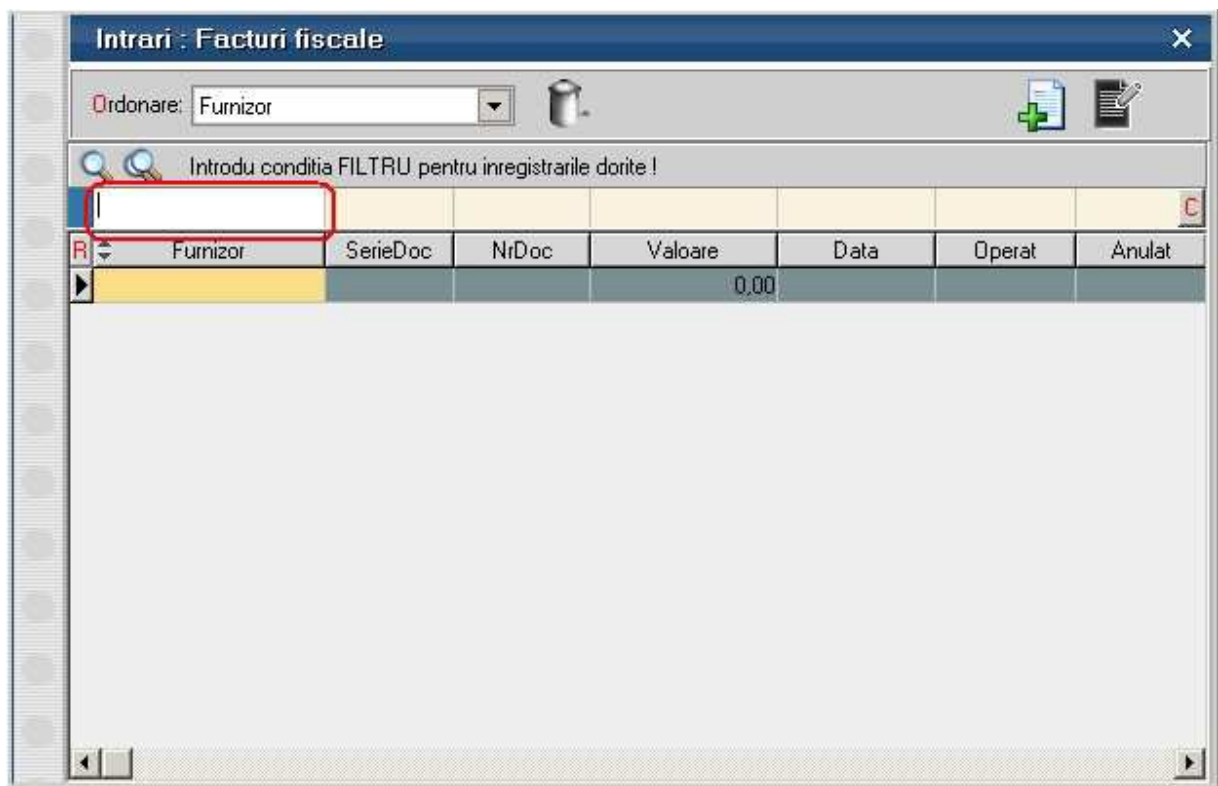 Intrari : Facturi fiscale
Ordonare: Furnizor
Introdu conditia FILTRU pentru inregistrarile dorite !
C
R Furnizor SerieDoc NrDoc Valoare Data Operat Anulat
0,00